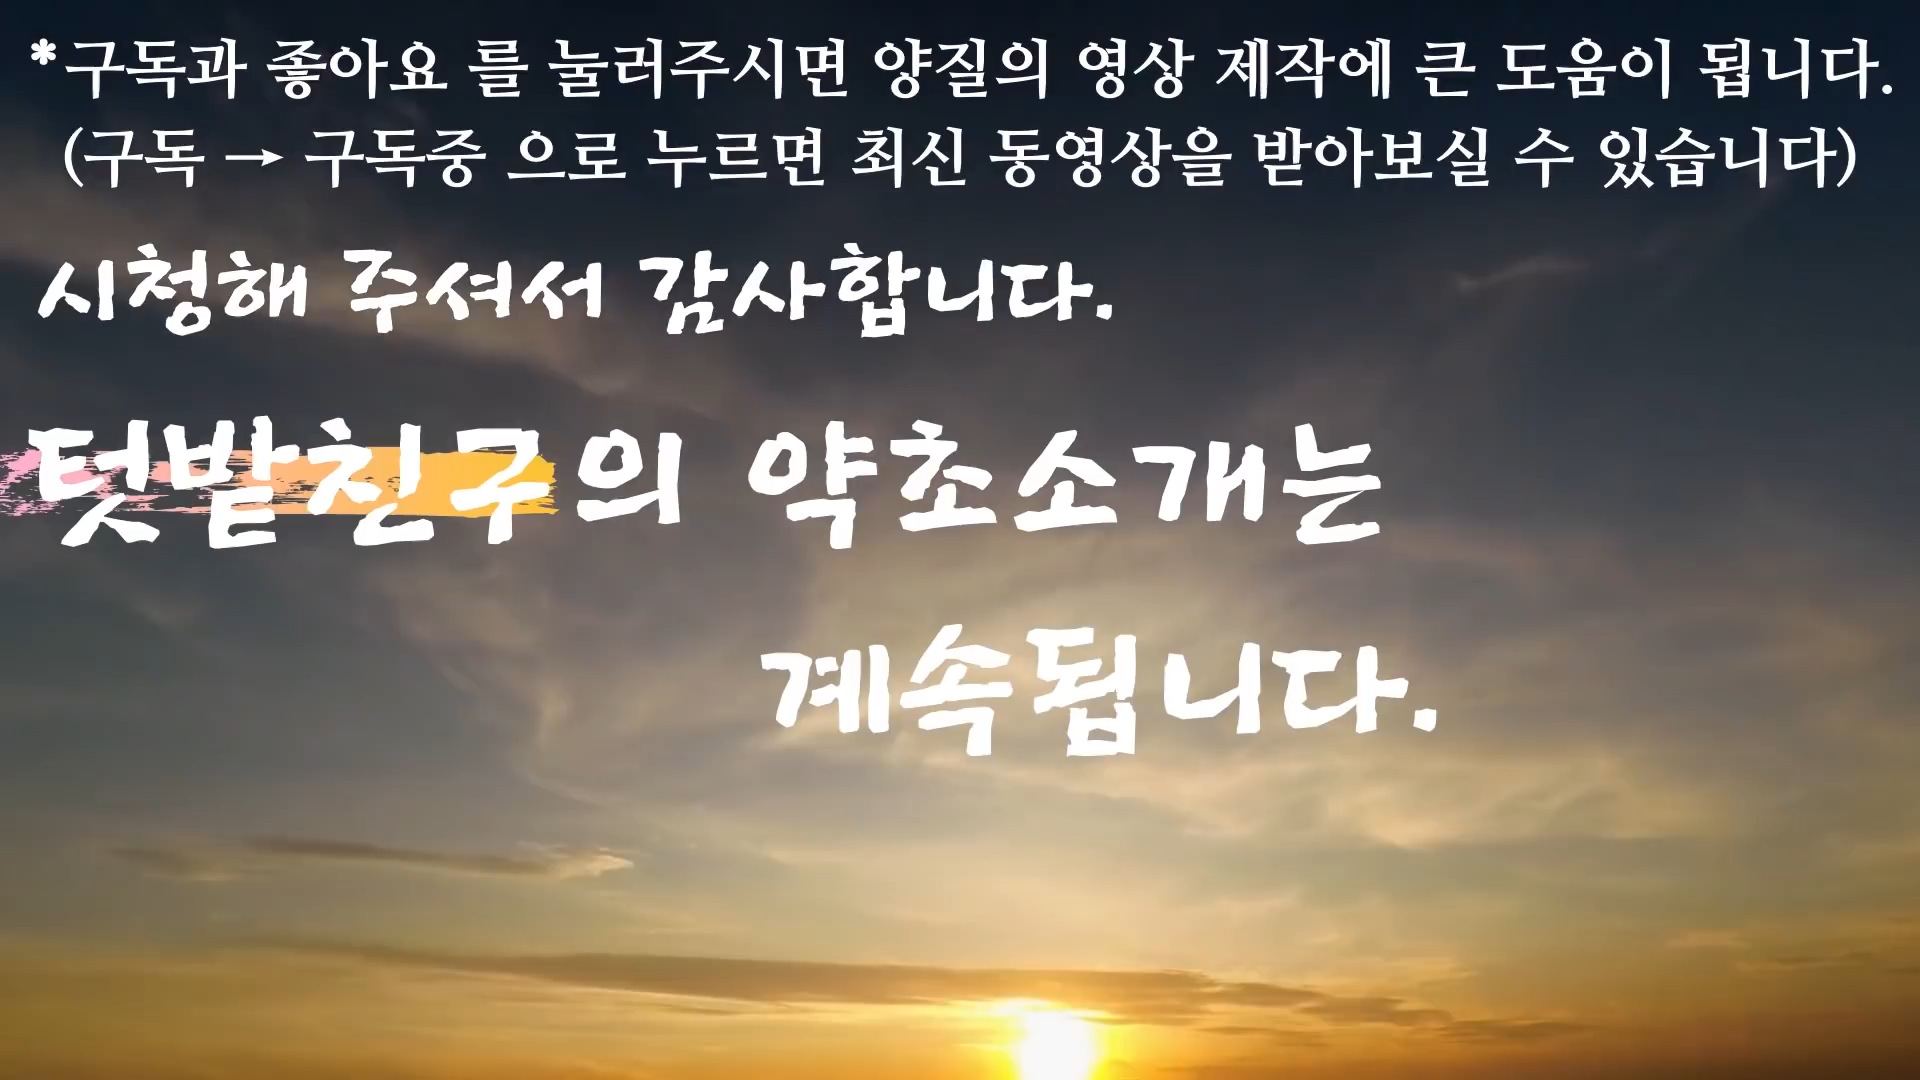 *구독과 좋아요 를 눌러주시면 양질의 영상 제작에 큰 도움이 됩니다.
(구독 → 구독중 으로 누르면 최신 동영상을 받아보실 수 있습니다)
시청해 주셔서 감사합니다.
텃밭친구의 약초소개는
계속됩니다.